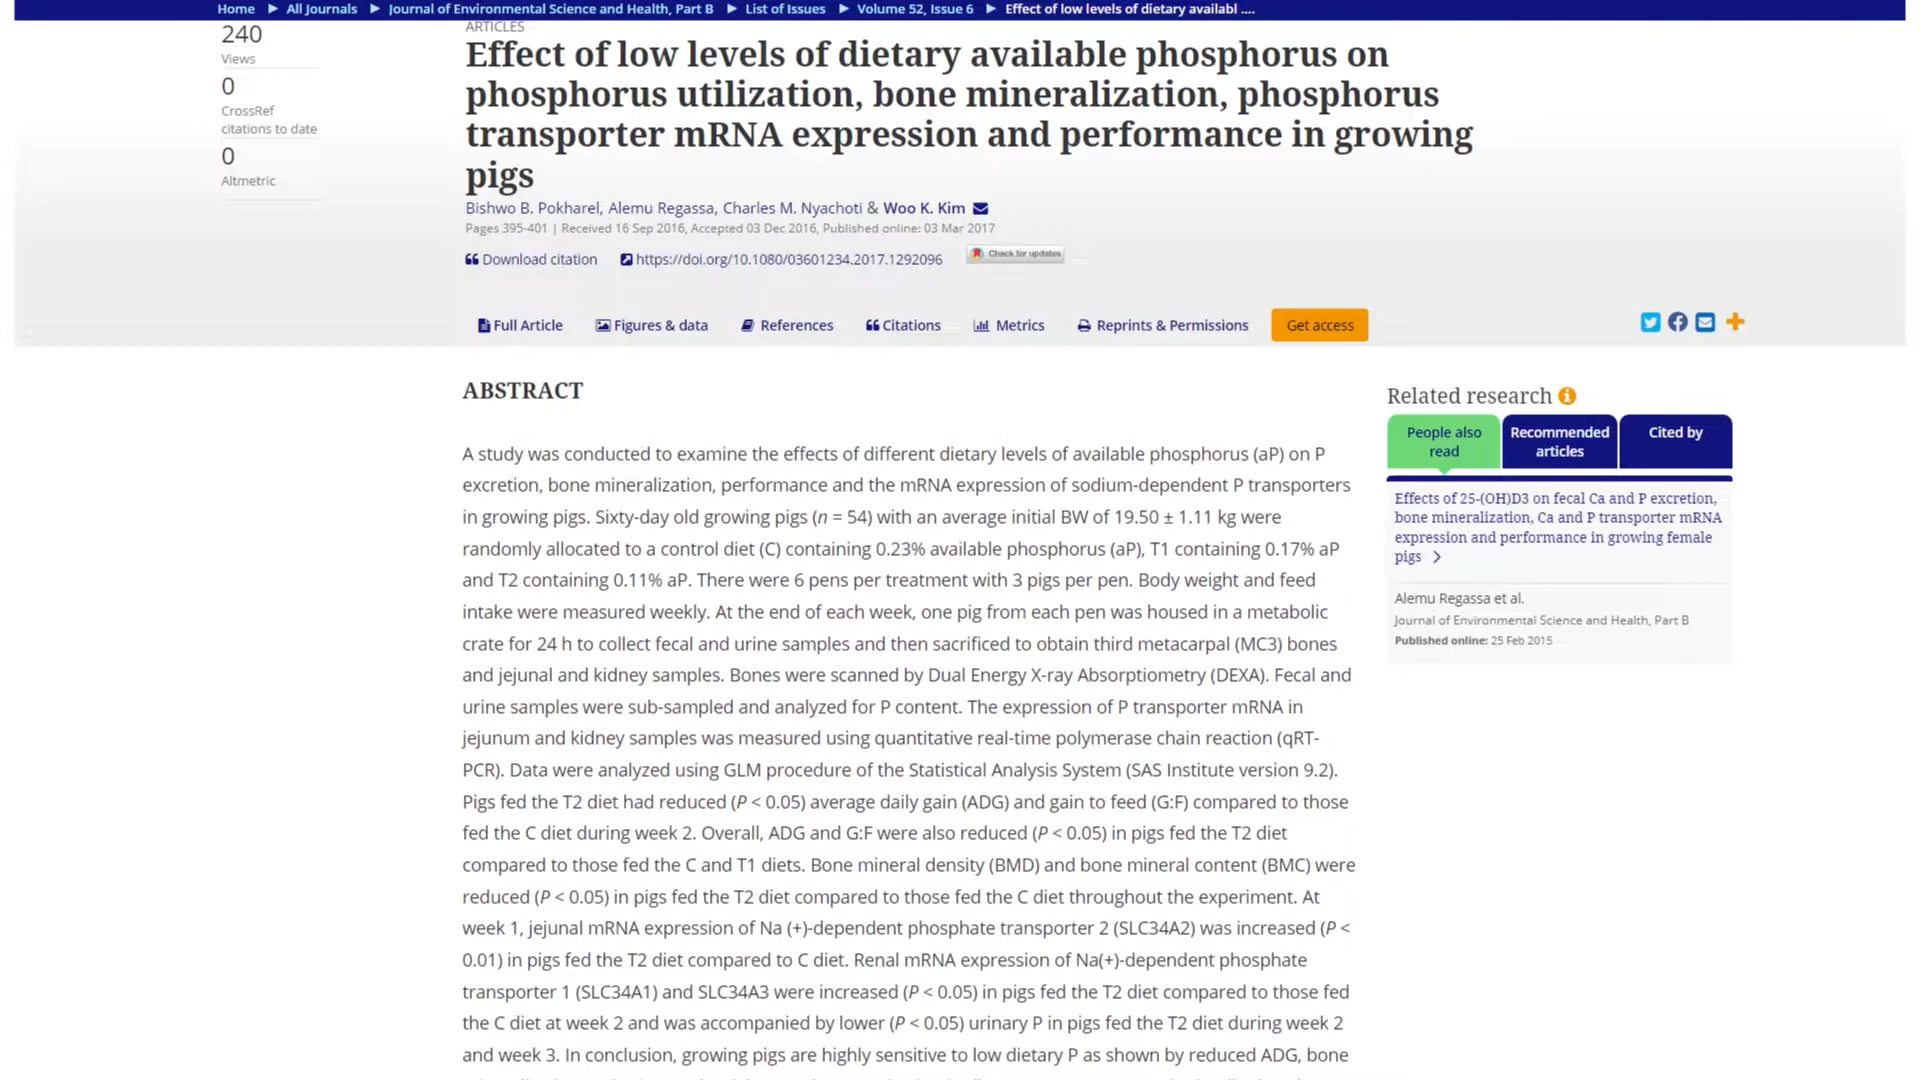 Home ▶ All Journals ▶ Journal of Environmental Science and Health, Part B ▶ List of Issues ▶ Volume 52, Issue 6 ▶ Effect of low levels of dietary availabl ....
240
Views
0
CrossRef
citations to date
0
Altmetric
ARTICLES
Effect of low levels of dietary available phosphorus on
phosphorus utilization, bone mineralization, phosphorus
transporter mRNA expression and performance in growing
pigs
Bishwo B. Pokharel, Alemu Regassa, Charles M. Nyachoti & Woo K. Kim
Pages 395-401 | Received 16 Sep 2016, Accepted 03 Dec 2016, Published online: 03 Mar 2017
Download citation https://doi.org/10.1080/03601234.2017.1292096 Check for updates
Full Article Figures & data References Citations Metrics Reprints & Permissions Get access
ABSTRACT
A study was conducted to examine the effects of different dietary levels of available phosphorus (aP) on P
excretion, bone mineralization, performance and the mRNA expression of sodium-dependent P transporters
in growing pigs. Sixty-day old growing pigs (n = 54) with an average initial BW of 19.50 ± 1.11 kg were
randomly allocated to a control diet (C) containing 0.23% available phosphorus (aP), T1 containing 0.17% aP
and T2 containing 0.11% aP. There were 6 pens per treatment with 3 pigs per pen. Body weight and feed
intake were measured weekly. At the end of each week, one pig from each pen was housed in a metabolic
crate for 24 h to collect fecal and urine samples and then sacrificed to obtain third metacarpal (MC3) bones
and jejunal and kidney samples. Bones were scanned by Dual Energy X-ray Absorptiometry (DEXA). Fecal and
urine samples were sub-sampled and analyzed for P content. The expression of P transporter mRNA in
jejunum and kidney samples was measured using quantitative real-time polymerase chain reaction (qRT-
PCR). Data were analyzed using GLM procedure of the Statistical Analysis System (SAS Institute version 9.2).
Pigs fed the T2 diet had reduced (P < 0.05) average daily gain (ADG) and gain to feed (G:F) compared to those
fed the C diet during week 2. Overall, ADG and G:F were also reduced (P < 0.05) in pigs fed the T2 diet
compared to those fed the C and T1 diets. Bone mineral density (BMD) and bone mineral content (BMC) were
reduced (P < 0.05) in pigs fed the T2 diet compared to those fed the C diet throughout the experiment. At
week 1, jejunal mRNA expression of Na (+)-dependent phosphate transporter 2 (SLC34A2) was increased (P <
0.01) in pigs fed the T2 diet compared to C diet. Renal mRNA expression of Na(+)-dependent phosphate
transporter 1 (SLC34A1) and SLC34A3 were increased (P < 0.05) in pigs fed the T2 diet compared to those fed
the C diet at week 2 and was accompanied by lower (P < 0.05) urinary P in pigs fed the T2 diet during week 2
and week 3. In conclusion, growing pigs are highly sensitive to low dietary P as shown by reduced ADG, bone
Related research
People also
read
Recommended
articles
Cited by
Effects of 25-(OH)D3 on fecal Ca and P excretion,
bone mineralization, Ca and P transporter mRNA
expression and performance in growing female
pigs
Alemu Regassa et al.
Journal of Environmental Science and Health, Part B
Published online: 25 Feb 2015